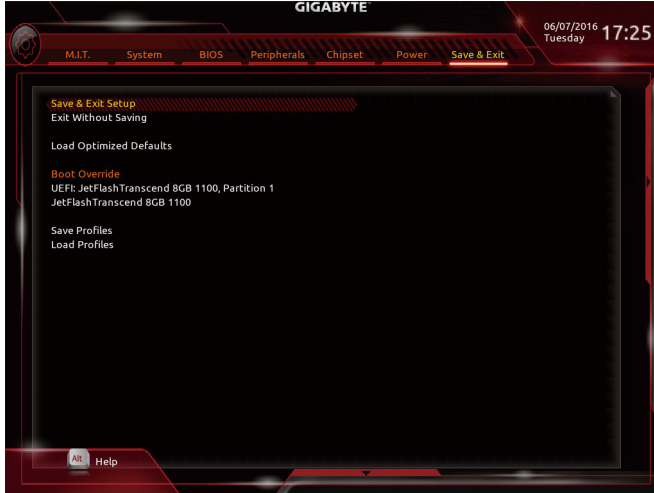 GIGABYTE™
06/07/2016 17:25
Tuesday
M.I.T. System BIOS Peripherals Chipset Power Save & Exit
Save & Exit Setup
Exit Without Saving
Load Optimized Defaults
Boot Override
UEFI: JetFlashTranscend 8GB 1100, Partition 1
JetFlashTranscend 8GB 1100
Save Profiles
Load Profiles
Alt Help